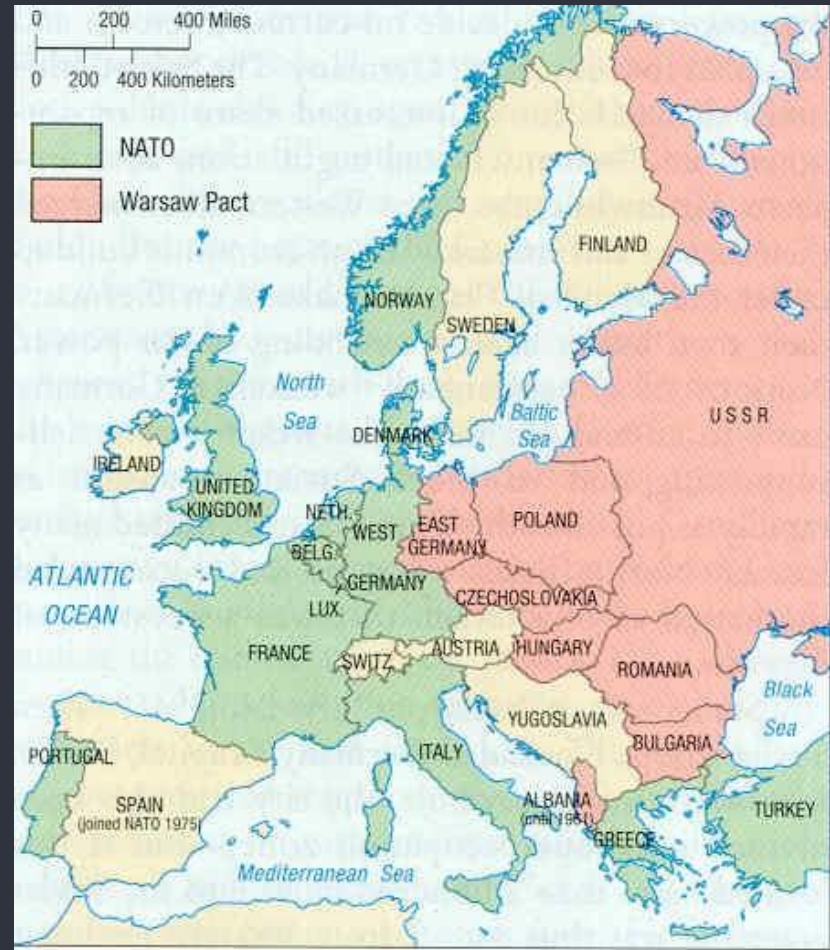 0 200 400 Miles
0 200 400 Kilometers
NATO
Warsaw Pact
FINLAND
NORWAY
SWEDEN
North
Sea
Baltic
Sea
USSR
DENMARK
IRELAND
UNITED
KINGDOM
NETH.
WEST
GERMANY
EAST
GERMANY
POLAND
BELG.
ATLANTIC
OCEAN
LUX.
CZECHOSLOVAKIA
FRANCE
SWITZ.
AUSTRIA
HUNGARY
ROMANIA
Black
Sea
YUGOSLAVIA
BULGARIA
PORTUGAL
ITALY
SPAIN
(joined NATO 1975)
ALBANIA
(until 1961)
GREECE
TURKEY
Mediterranean Sea